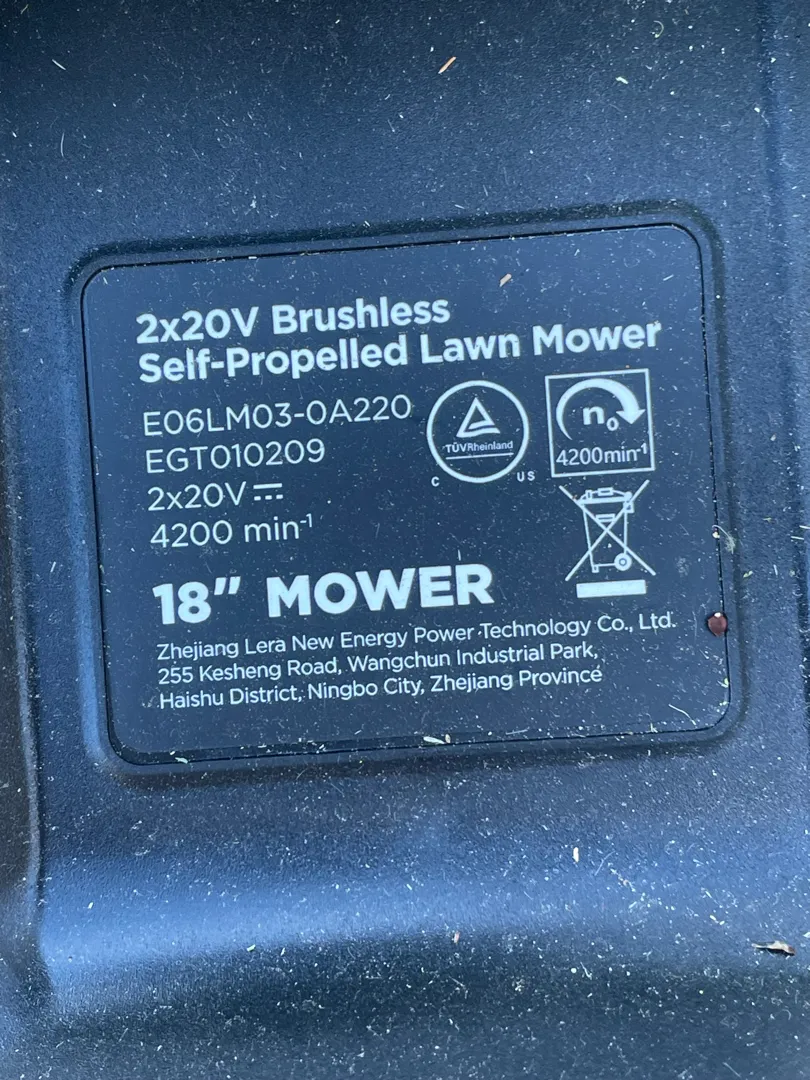 2x20V Brushless
Self-Propelled Lawn Mower
E06LM03-0A220
EGT010209
2x20V⎓
4200 min⁻¹
TÜVRheinland
C US
n₀
4200min⁻¹
18” MOWER
Zhejiang Lera New Energy Power Technology Co., Ltd.
255 Kesheng Road, Wangchun Industrial Park,
Haishu District, Ningbo City, Zhejiang Province